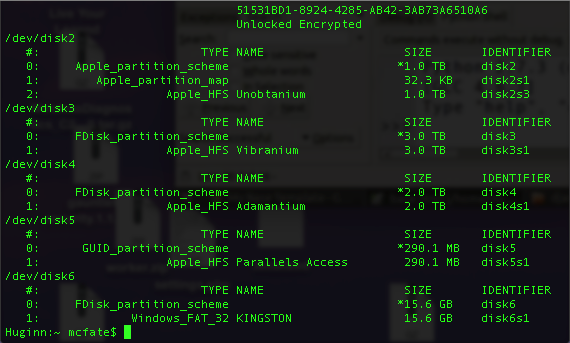 51531BD1-8924-4285-AB42-3AB73A6510A6
Unlocked Encrypted
/dev/disk2
#: TYPE NAME SIZE IDENTIFIER
0: Apple_partition_scheme *1.0 TB disk2
1: Apple_partition_map 32.3 KB disk2s1
2: Apple_HFS Unobtanium 1.0 TB disk2s3
/dev/disk3
#: TYPE NAME SIZE IDENTIFIER
0: FDisk_partition_scheme *3.0 TB disk3
1: Apple_HFS Vibranium 3.0 TB disk3s1
/dev/disk4
#: TYPE NAME SIZE IDENTIFIER
0: FDisk_partition_scheme *2.0 TB disk4
1: Apple_HFS Adamantium 2.0 TB disk4s1
/dev/disk5
#: TYPE NAME SIZE IDENTIFIER
0: GUID_partition_scheme *290.1 MB disk5
1: Apple_HFS Parallels Access 290.1 MB disk5s1
/dev/disk6
#: TYPE NAME SIZE IDENTIFIER
0: FDisk_partition_scheme *15.6 GB disk6
1: Windows_FAT_32 KINGSTON 15.6 GB disk6s1
Huginn:~ mcfate$